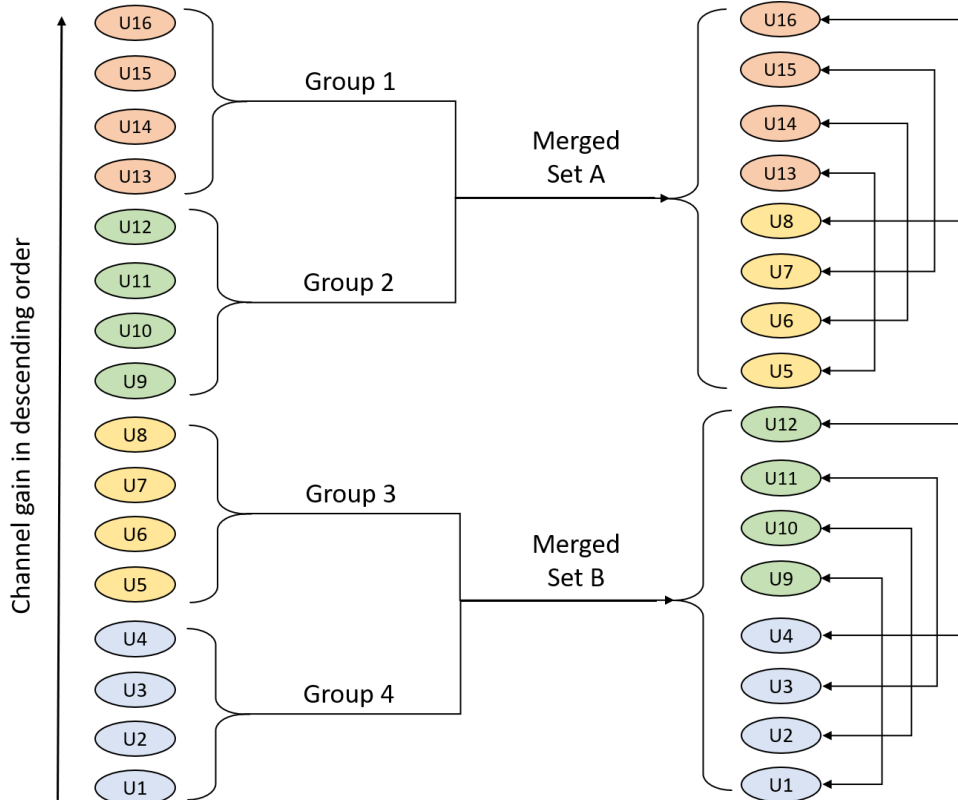 Channel gain in descending order
U16
U15
U14
U13
U12
U11
U10
U9
U8
U7
U6
U5
U4
U3
U2
U1
Group 1
Group 2
Group 3
Group 4
Merged
Set A
Merged
Set B
U16
U15
U14
U13
U8
U7
U6
U5
U12
U11
U10
U9
U4
U3
U2
U1